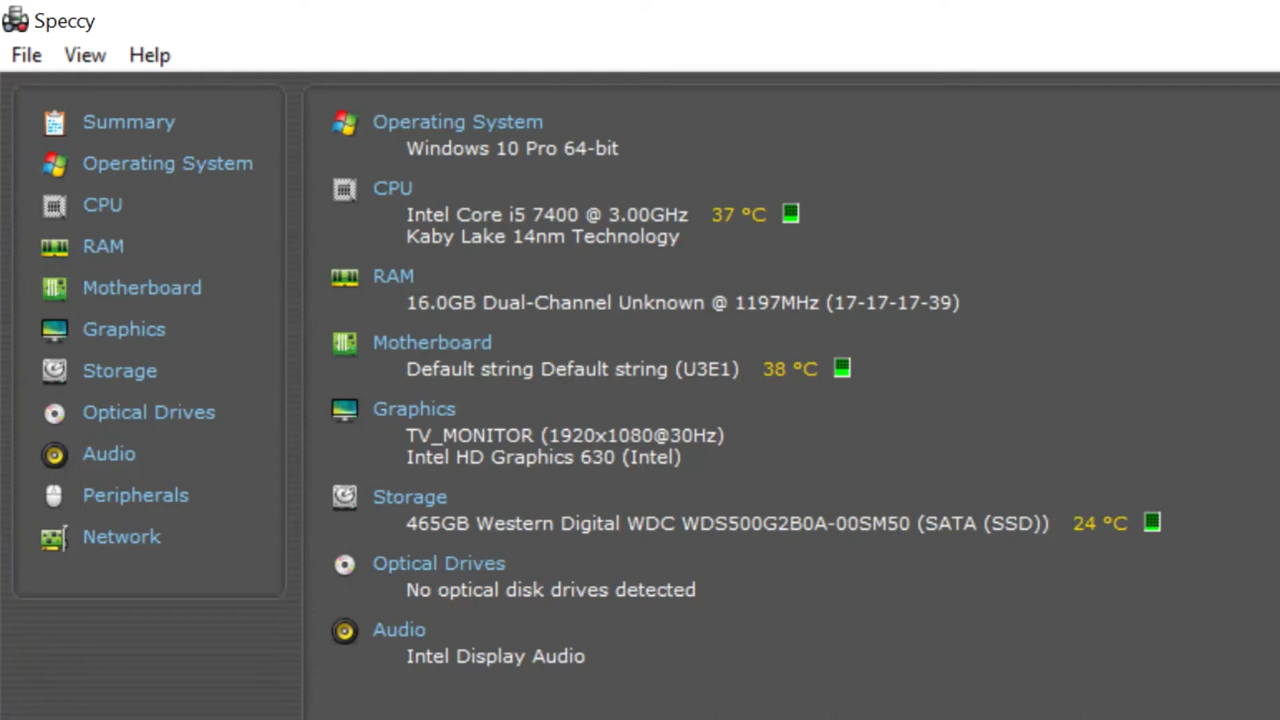 Speccy
File View Help
Summary
Operating System
CPU
RAM
Motherboard
Graphics
Storage
Optical Drives
Audio
Peripherals
Network
Operating System
Windows 10 Pro 64-bit
CPU
Intel Core i5 7400 @ 3.00GHz 37 °C
Kaby Lake 14nm Technology
RAM
16.0GB Dual-Channel Unknown @ 1197MHz (17-17-17-39)
Motherboard
Default string Default string (U3E1) 38 °C
Graphics
TV_MONITOR (1920x1080@30Hz)
Intel HD Graphics 630 (Intel)
Storage
465GB Western Digital WDC WDS500G2B0A-00SM50 (SATA (SSD)) 24 °C
Optical Drives
No optical disk drives detected
Audio
Intel Display Audio